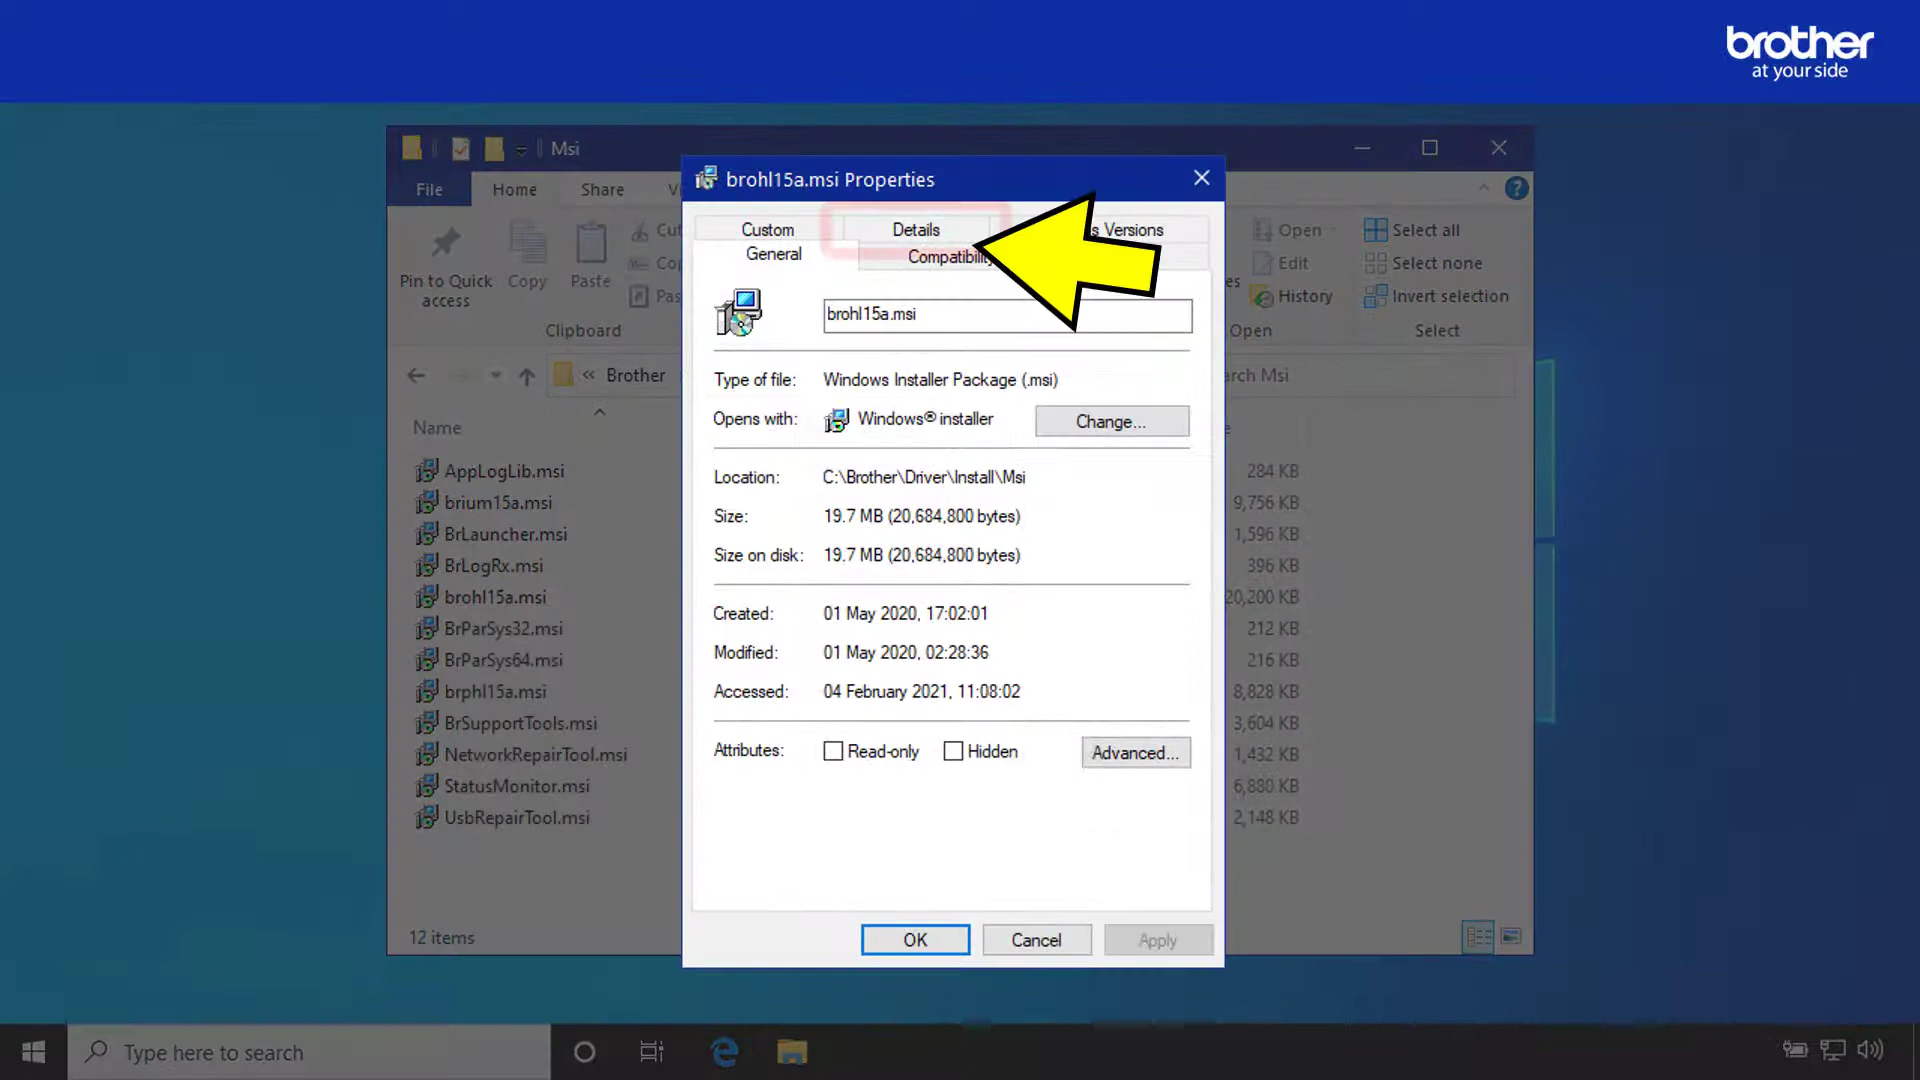 brother
at your side
Msi
File
Home
Share
Pin to Quick
access
Copy
Paste
Clipboard
Open
Edit
History
Open
Select all
Select none
Invert selection
Select
« Brother
Name
AppLogLib.msi
284 KB
brium15a.msi
9,756 KB
BrLauncher.msi
1,596 KB
BrLogRx.msi
396 KB
brohl15a.msi
20,200 KB
BrParSys32.msi
212 KB
BrParSys64.msi
216 KB
brphl15a.msi
8,828 KB
BrSupportTools.msi
3,604 KB
NetworkRepairTool.msi
1,432 KB
StatusMonitor.msi
6,880 KB
UsbRepairTool.msi
2,148 KB
12 items
brohl15a.msi Properties
Custom
Details
Versions
General
Compatibility
brohl15a.msi
Type of file: Windows Installer Package (.msi)
Opens with: Windows® installer
Change...
Location: C:\Brother\Driver\Install\Msi
Size: 19.7 MB (20,684,800 bytes)
Size on disk: 19.7 MB (20,684,800 bytes)
Created: 01 May 2020, 17:02:01
Modified: 01 May 2020, 02:28:36
Accessed: 04 February 2021, 11:08:02
Attributes: Read-only Hidden
Advanced...
OK
Cancel
Apply
Type here to search